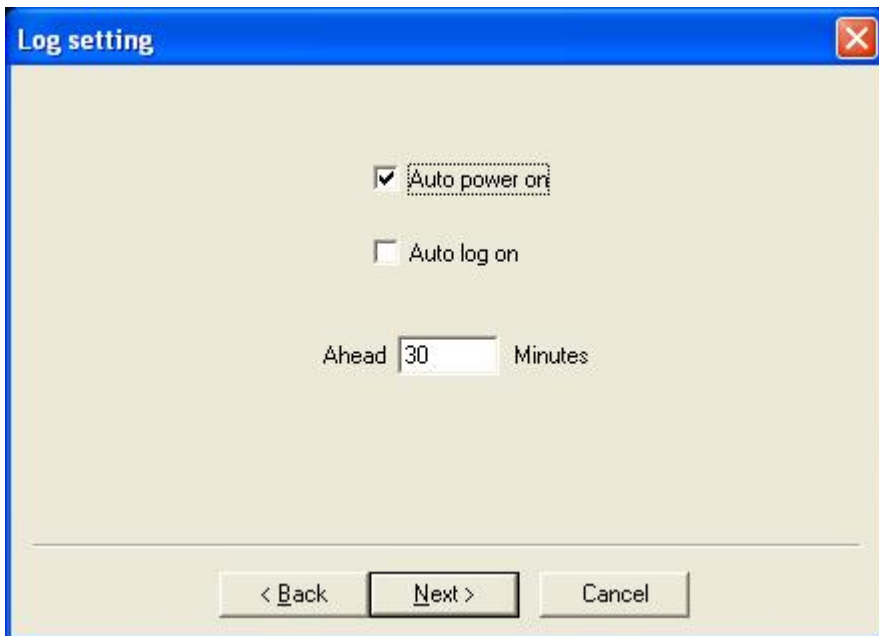 Log setting
Auto power on
Auto log on
Ahead 30 Minutes
< Back Next > Cancel